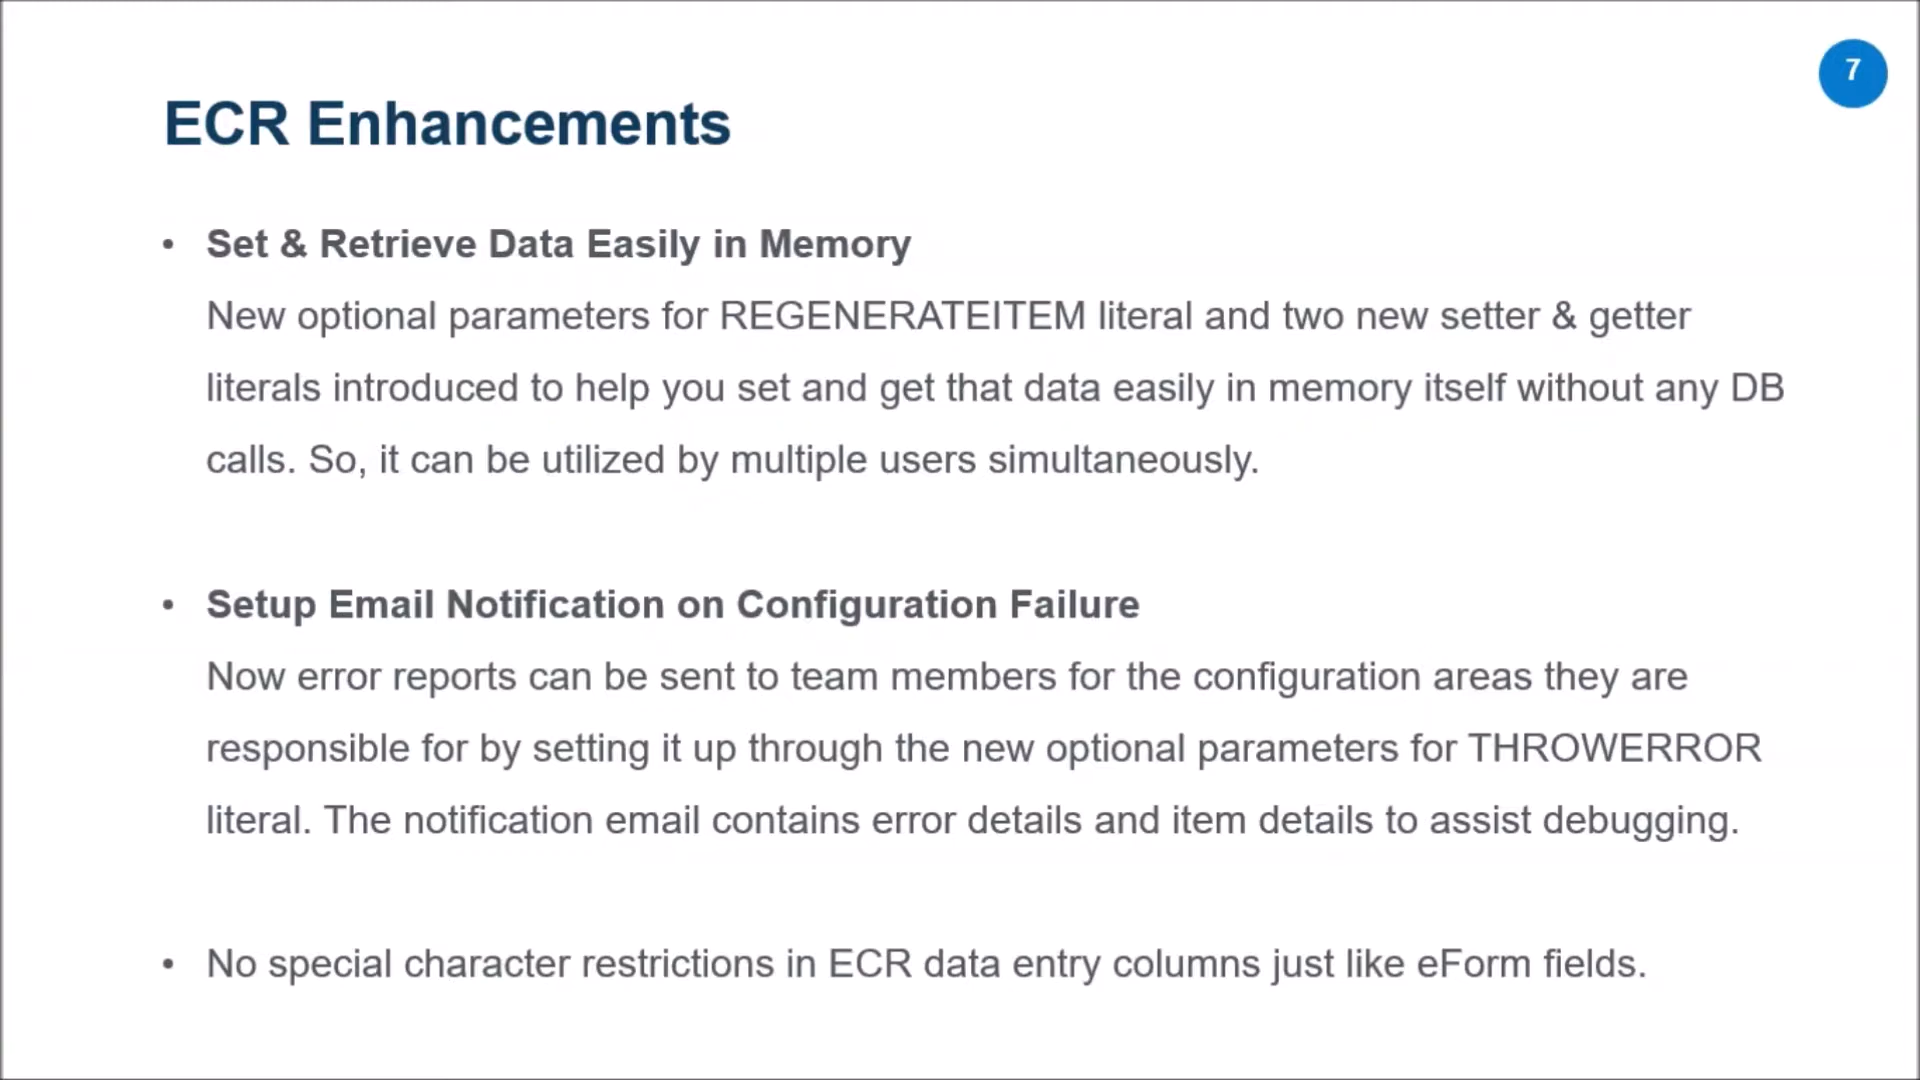 7
ECR Enhancements
• Set & Retrieve Data Easily in Memory
New optional parameters for REGENERATEITEM literal and two new setter & getter
literals introduced to help you set and get that data easily in memory itself without any DB
calls. So, it can be utilized by multiple users simultaneously.
• Setup Email Notification on Configuration Failure
Now error reports can be sent to team members for the configuration areas they are
responsible for by setting it up through the new optional parameters for THROWERROR
literal. The notification email contains error details and item details to assist debugging.
• No special character restrictions in ECR data entry columns just like eForm fields.